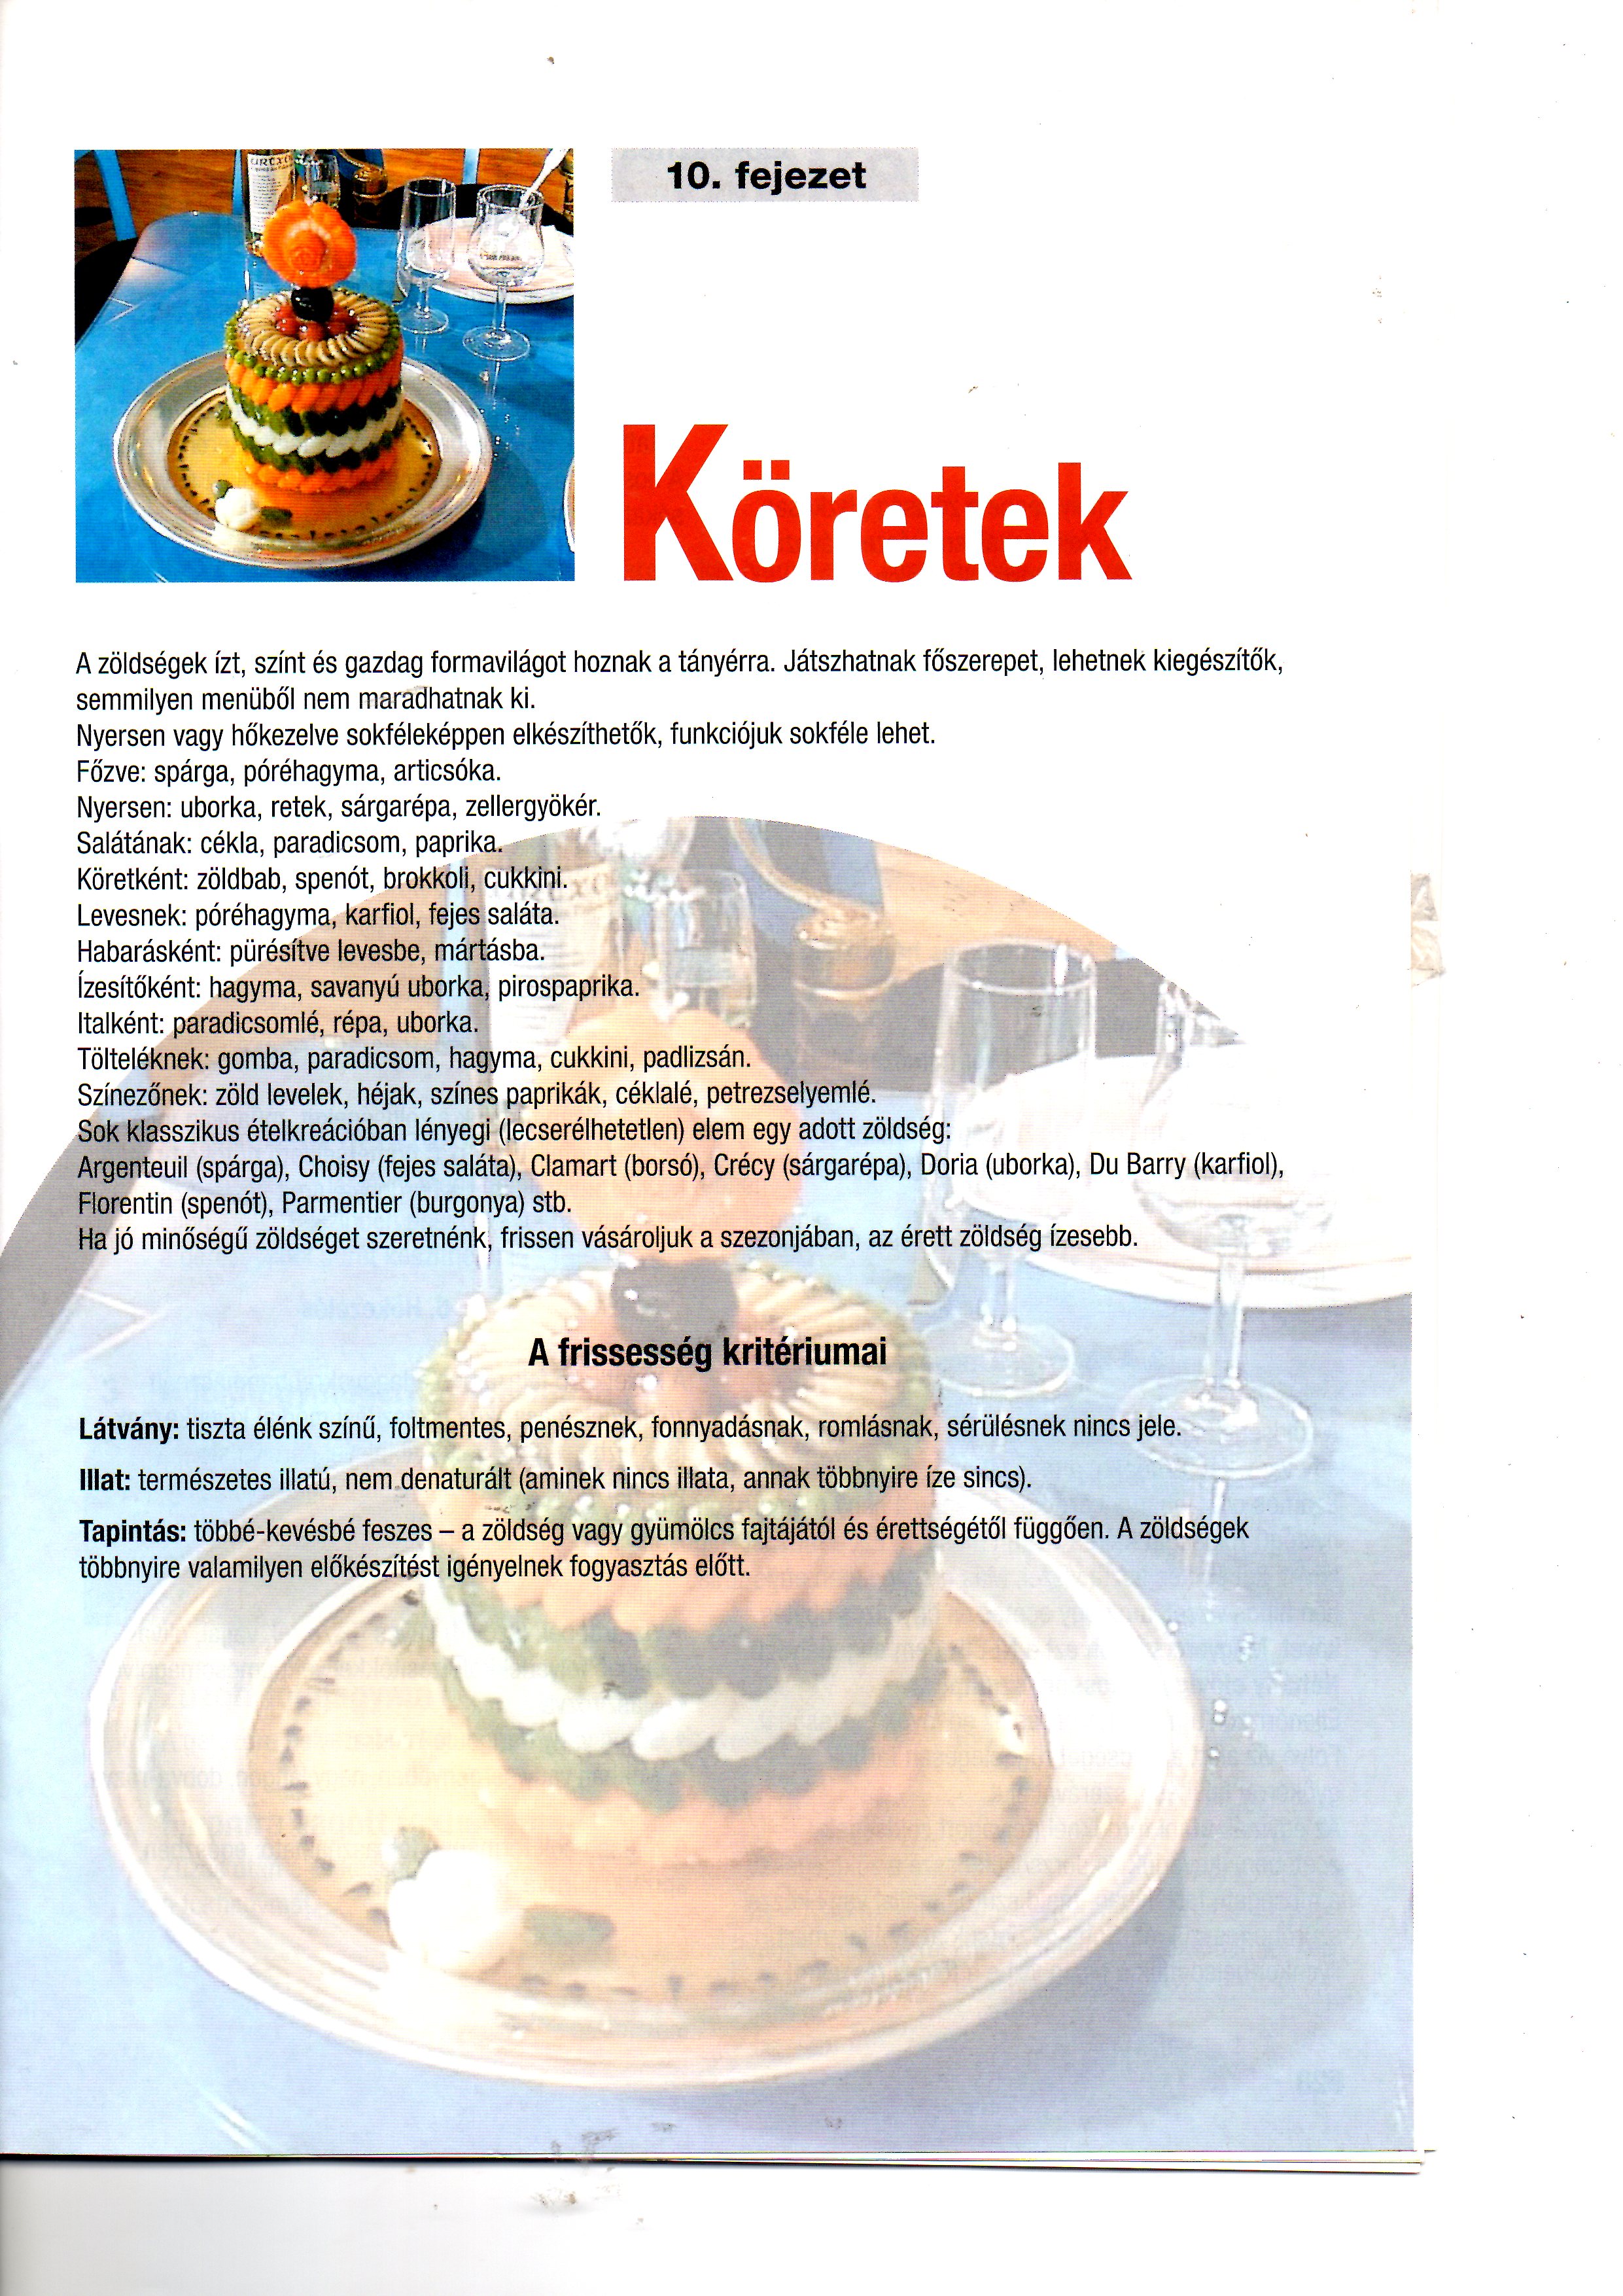 10. fejezet
Köretek
A zöldségek ízt, színt és gazdag formavilágot hoznak a tányérra. Játszhatnak főszerepet, lehetnek kiegészítők,
semmilyen menüből nem maradhatnak ki.
Nyersen vagy hőkezelve sokféleképpen elkészíthetők, funkciójuk sokféle lehet.
Főzve: spárga, póréhagyma, articsóka.
Nyersen: uborka, retek, sárgarépa, zellergyökér.
Salátának: cékla, paradicsom, paprika.
Köretként: zöldbab, spenót, brokkoli, cukkini.
Levesnek: póréhagyma, karfiol, fejes saláta.
Habarásként: pürésítve levesbe, mártásba.
Ízesítőként: hagyma, savanyú uborka, pirospaprika.
Italként: paradicsomlé, répa, uborka.
Tölteléknek: gomba, paradicsom, hagyma, cukkini, padlizsán.
Színezőnek: zöld levelek, héjak, színes paprikák, céklalé, petrezselyemlé.
Sok klasszikus ételkreációban lényegi (lecserélhetetlen) elem egy adott zöldség:
Argenteuil (spárga), Choisy (fejes saláta), Clamart (borsó), Crécy (sárgarépa), Doria (uborka), Du Barry (karfiol),
Florentin (spenót), Parmentier (burgonya) stb.
Ha jó minőségű zöldséget szeretnénk, frissen vásároljuk a szezonjában, az érett zöldség ízesebb.
A frissesség kritériumai
Látvány: tiszta élénk színű, foltmentes, penésznek, fonnyadásnak, romlásnak, sérülésnek nincs jele.
Illat: természetes illatú, nem denaturált (aminek nincs illata, annak többnyire íze sincs).
Tapintás: többé-kevésbé feszes – a zöldség vagy gyümölcs fajtájától és érettségétől függően. A zöldségek
többnyire valamilyen előkészítést igényelnek fogyasztás előtt.